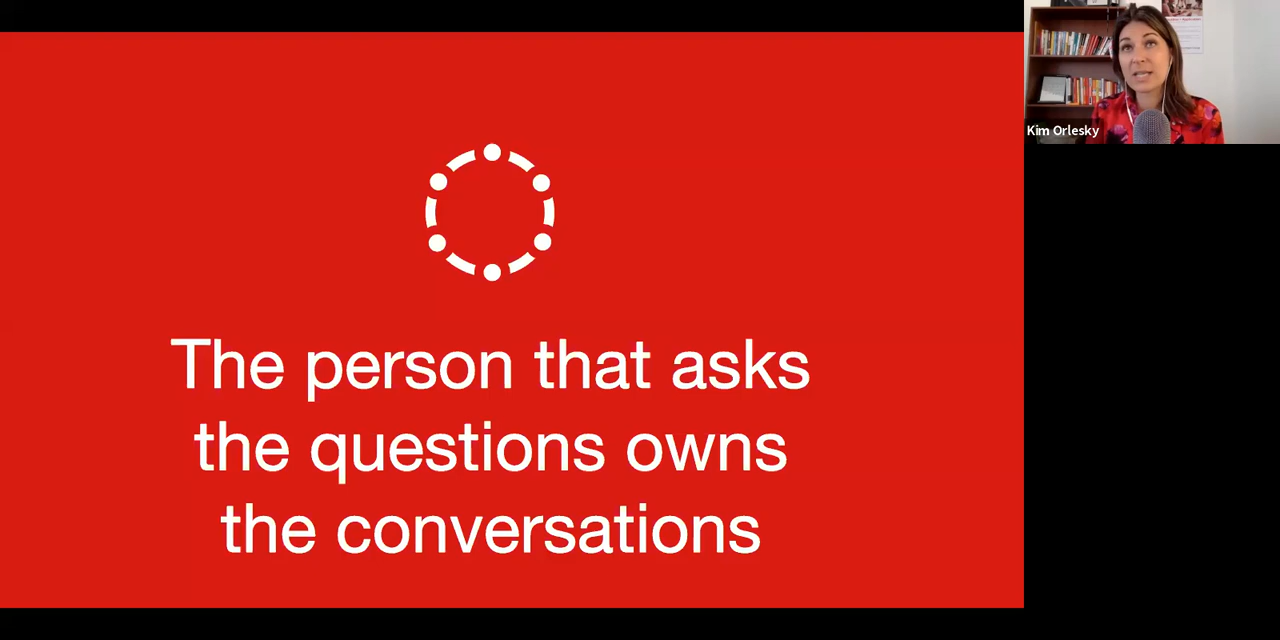 Kim Orlesky
The person that asks
the questions owns
the conversations